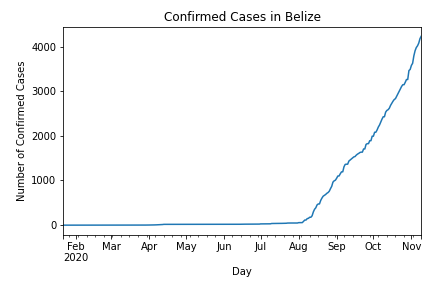 Confirmed Cases in Belize
4000
3000
2000
1000
0
Number of Confirmed Cases
Feb Mar Apr May Jun Jul Aug Sep Oct Nov
2020
Day